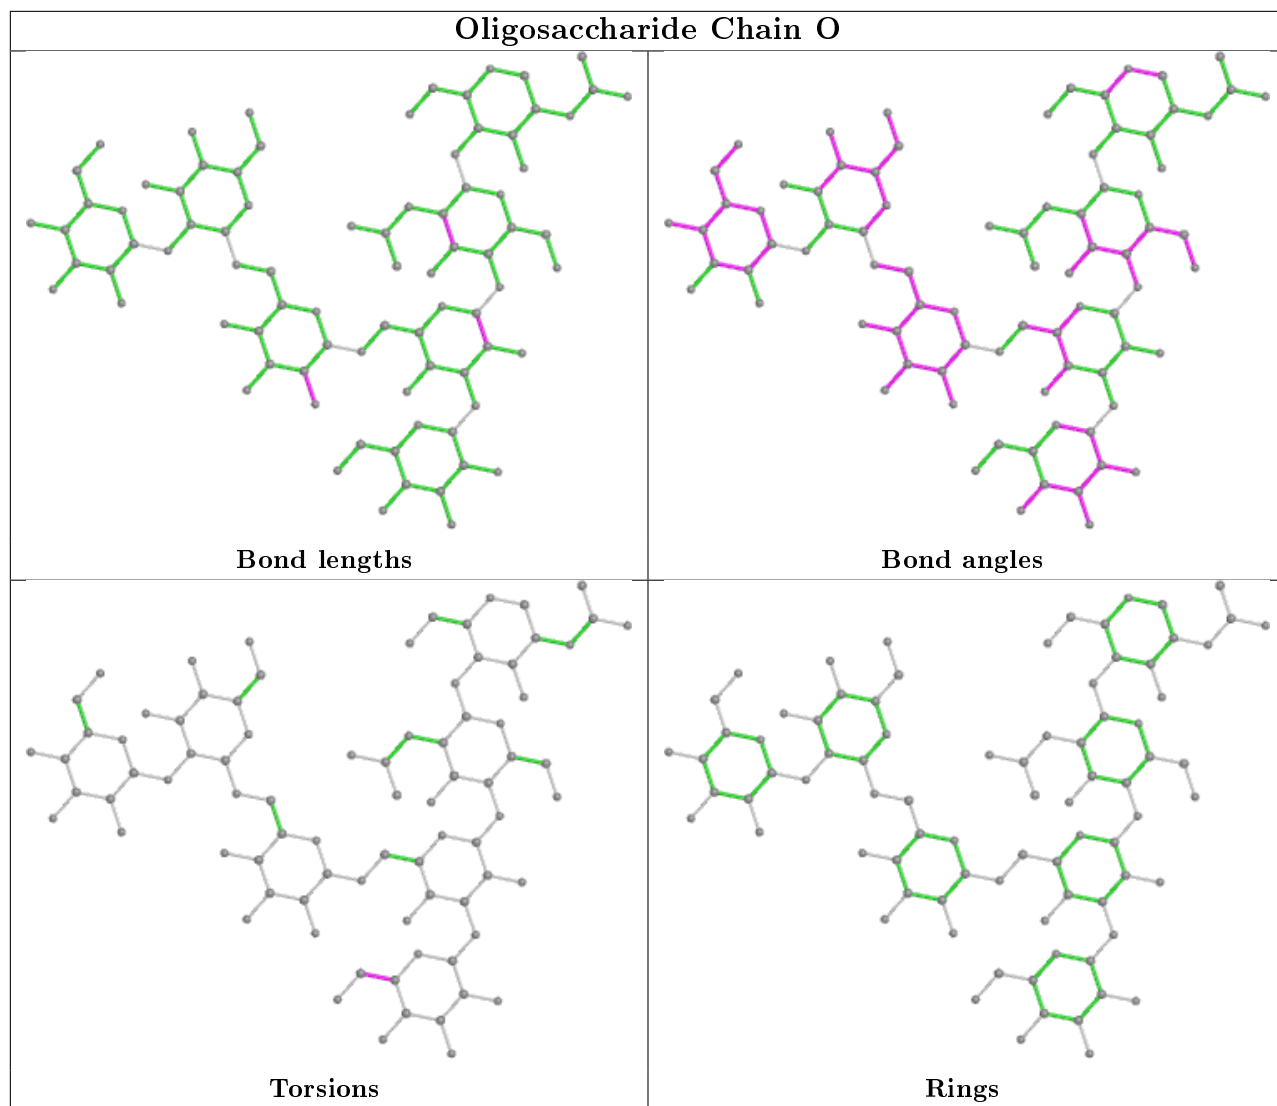 Oligosaccharide Chain O
Bond lengths
Bond angles
Torsions
Rings